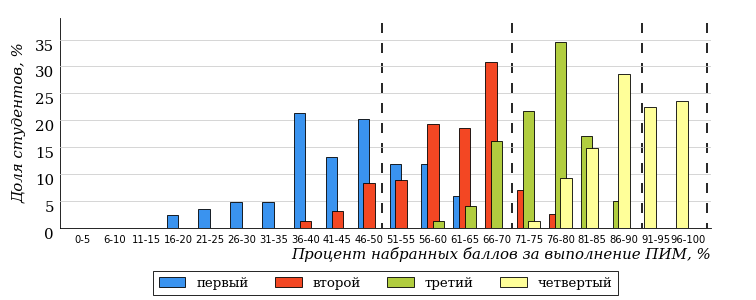 Доля студентов, %
35
30
25
20
15
10
5
0
0-5 6-10 11-15 16-20 21-25 26-30 31-35 36-40 41-45 46-50 51-55 56-60 61-65 66-70 71-75 76-80 81-85 86-90 91-95 96-100
Процент набранных баллов за выполнение ПИМ, %
первый второй третий четвертый